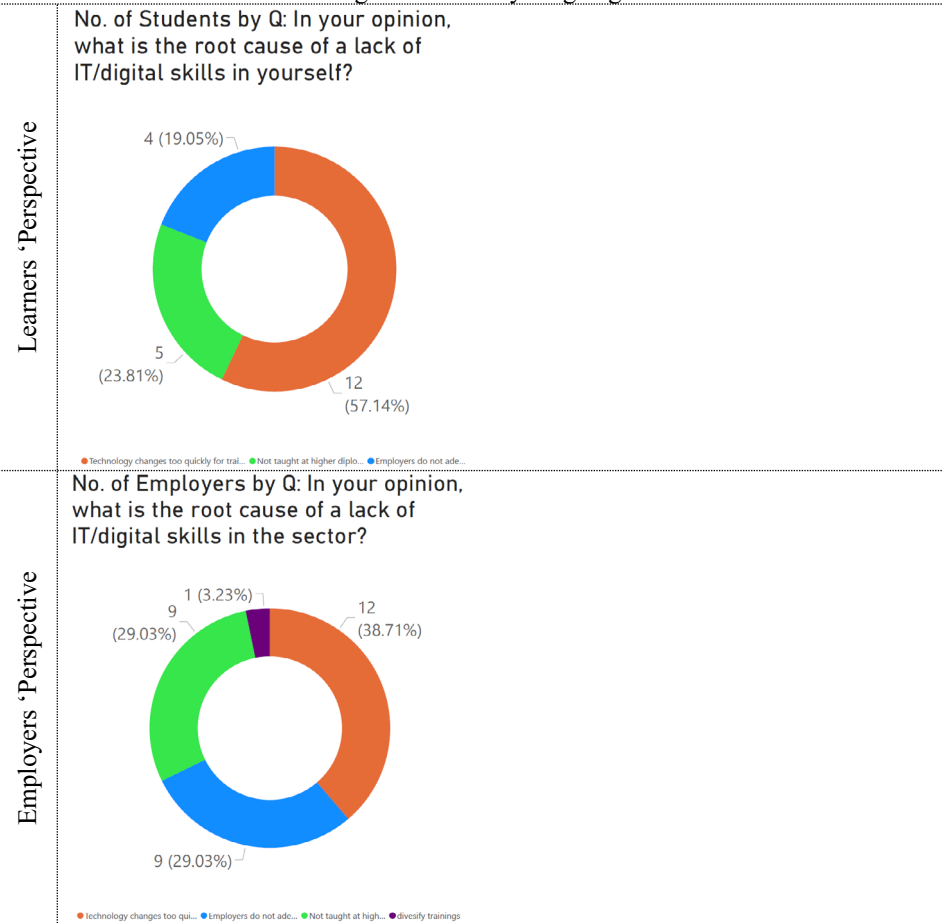 No. of Students by Q: In your opinion,
what is the root cause of a lack of
IT/digital skills in yourself?
Learners ‘Perspective
4 (19.05%)
5
(23.81%)
12
(57.14%)
Technology changes too quickly for trai... Not taught at higher diplo... Employers do not ade...
No. of Employers by Q: In your opinion,
what is the root cause of a lack of
IT/digital skills in the sector?
Employers ‘Perspective
1 (3.23%)
9
(29.03%)
12
(38.71%)
9 (29.03%)
Technology changes too qui... Employers do not ade... Not taught at high... divesify trainings